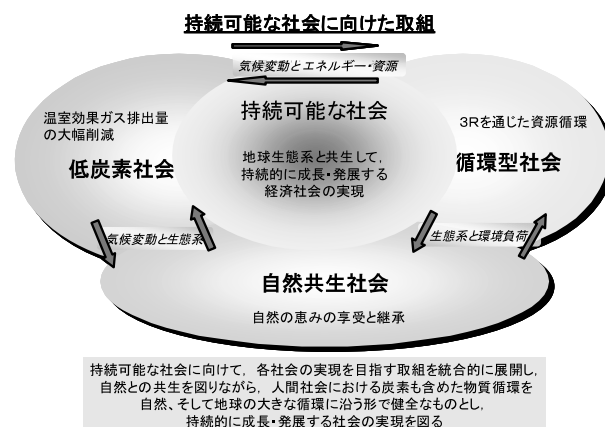 持続可能な社会に向けた取組
気候変動とエネルギー・資源
持続可能な社会
地球生態系と共生して，
持続的に成長・発展する
経済社会の実現
温室効果ガス排出量
の大幅削減
低炭素社会
3Rを通じた資源循環
循環型社会
気候変動と生態系
生態系と環境負荷
自然共生社会
自然の恵みの享受と継承
持続可能な社会に向けて，各社会の実現を目指す取組を統合的に展開し，
自然との共生を図りながら，人間社会における炭素も含めた物質循環を
自然、そして地球の大きな循環に沿う形で健全なものとし，
持続的に成長・発展する社会の実現を図る